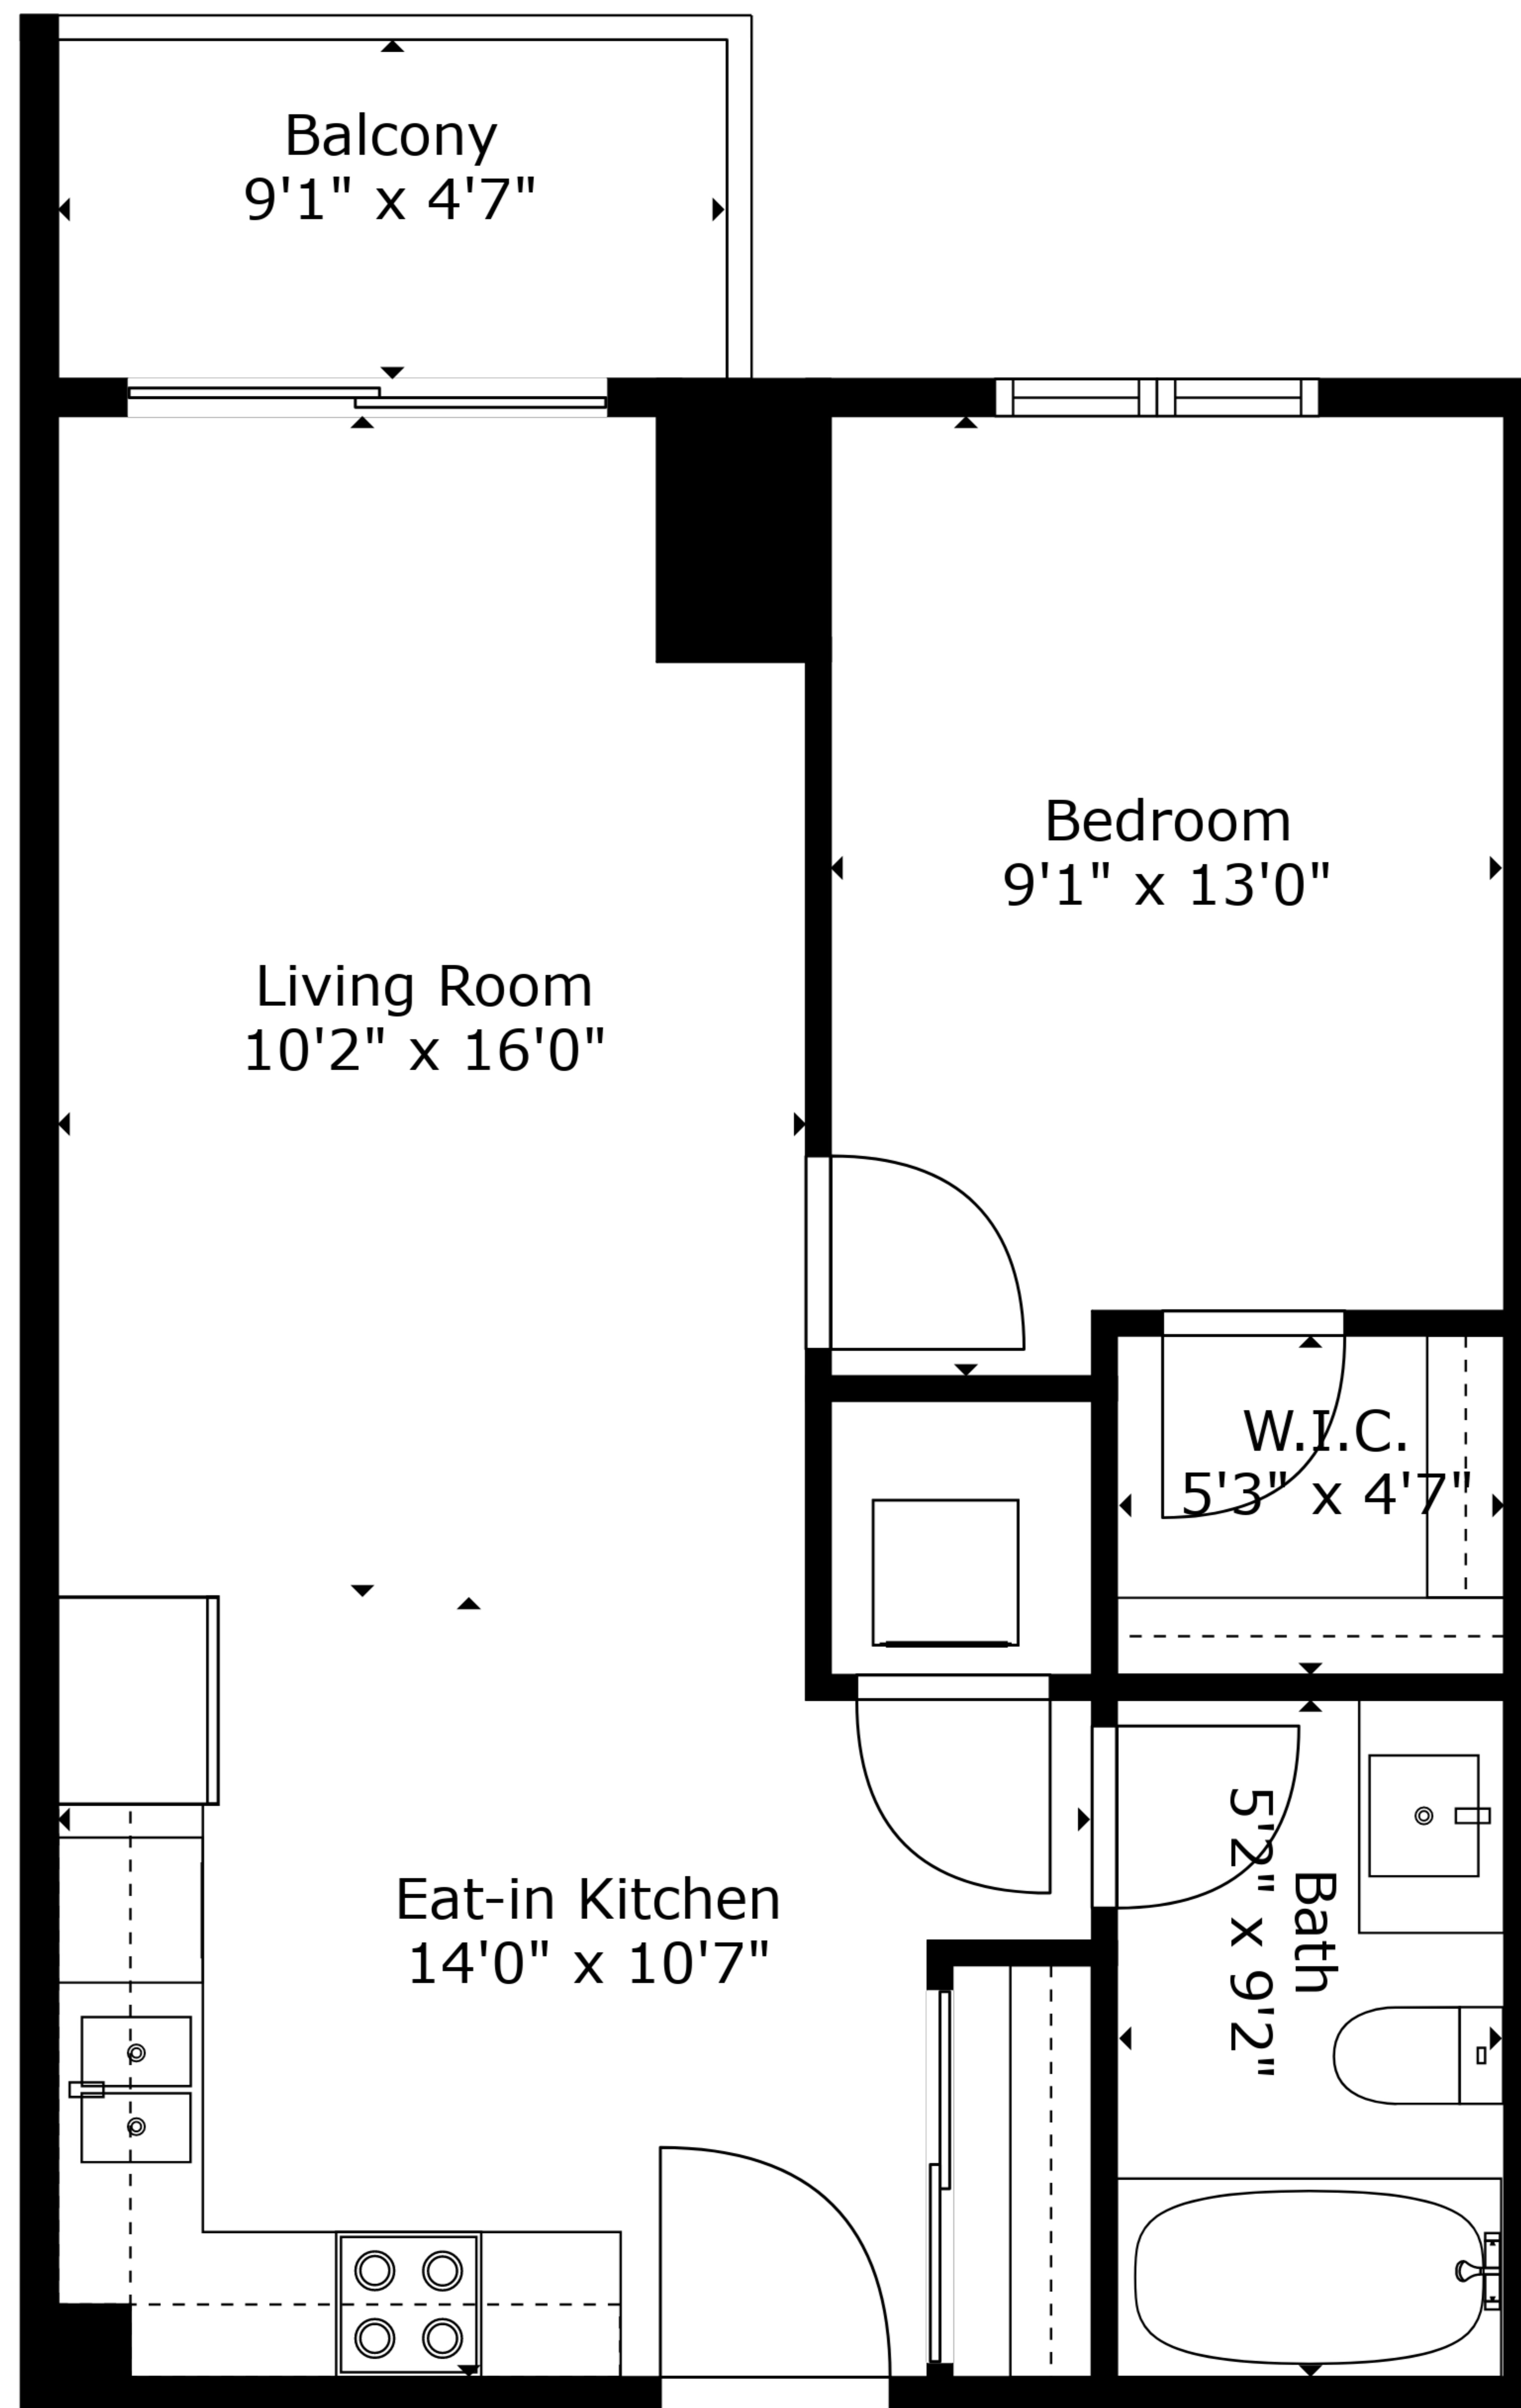 Balcony
9'1" x 4'7"
Bedroom
9'1" x 13'0"
Living Room
10'2" x 16'0"
W.I.C.
5'3" x 4'7"
Eat-in Kitchen
14'0" x 10'7"
Bath
5'2" x 9'2"